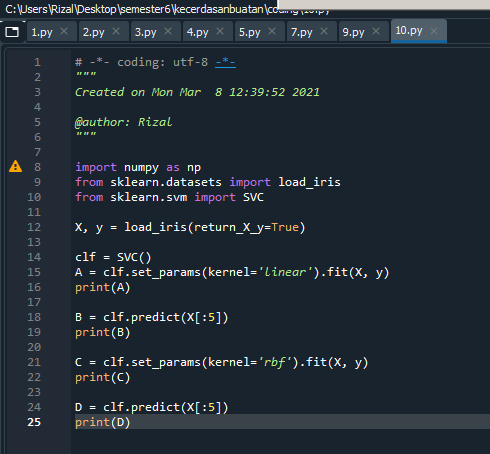 C:\Users\Rizal\Desktop\semester6\kecerdasanbuatan\coding\10.py
1.py 2.py 3.py 4.py 5.py 7.py 9.py 10.py
1 # -*- coding: utf-8 -*-
2 """
3 Created on Mon Mar  8 12:39:52 2021
4
5 @author: Rizal
6 """
7
8 import numpy as np
9 from sklearn.datasets import load_iris
10 from sklearn.svm import SVC
11
12 X, y = load_iris(return_X_y=True)
13
14 clf = SVC()
15 A = clf.set_params(kernel='linear').fit(X, y)
16 print(A)
17
18 B = clf.predict(X[:5])
19 print(B)
20
21 C = clf.set_params(kernel='rbf').fit(X, y)
22 print(C)
23
24 D = clf.predict(X[:5])
25 print(D)